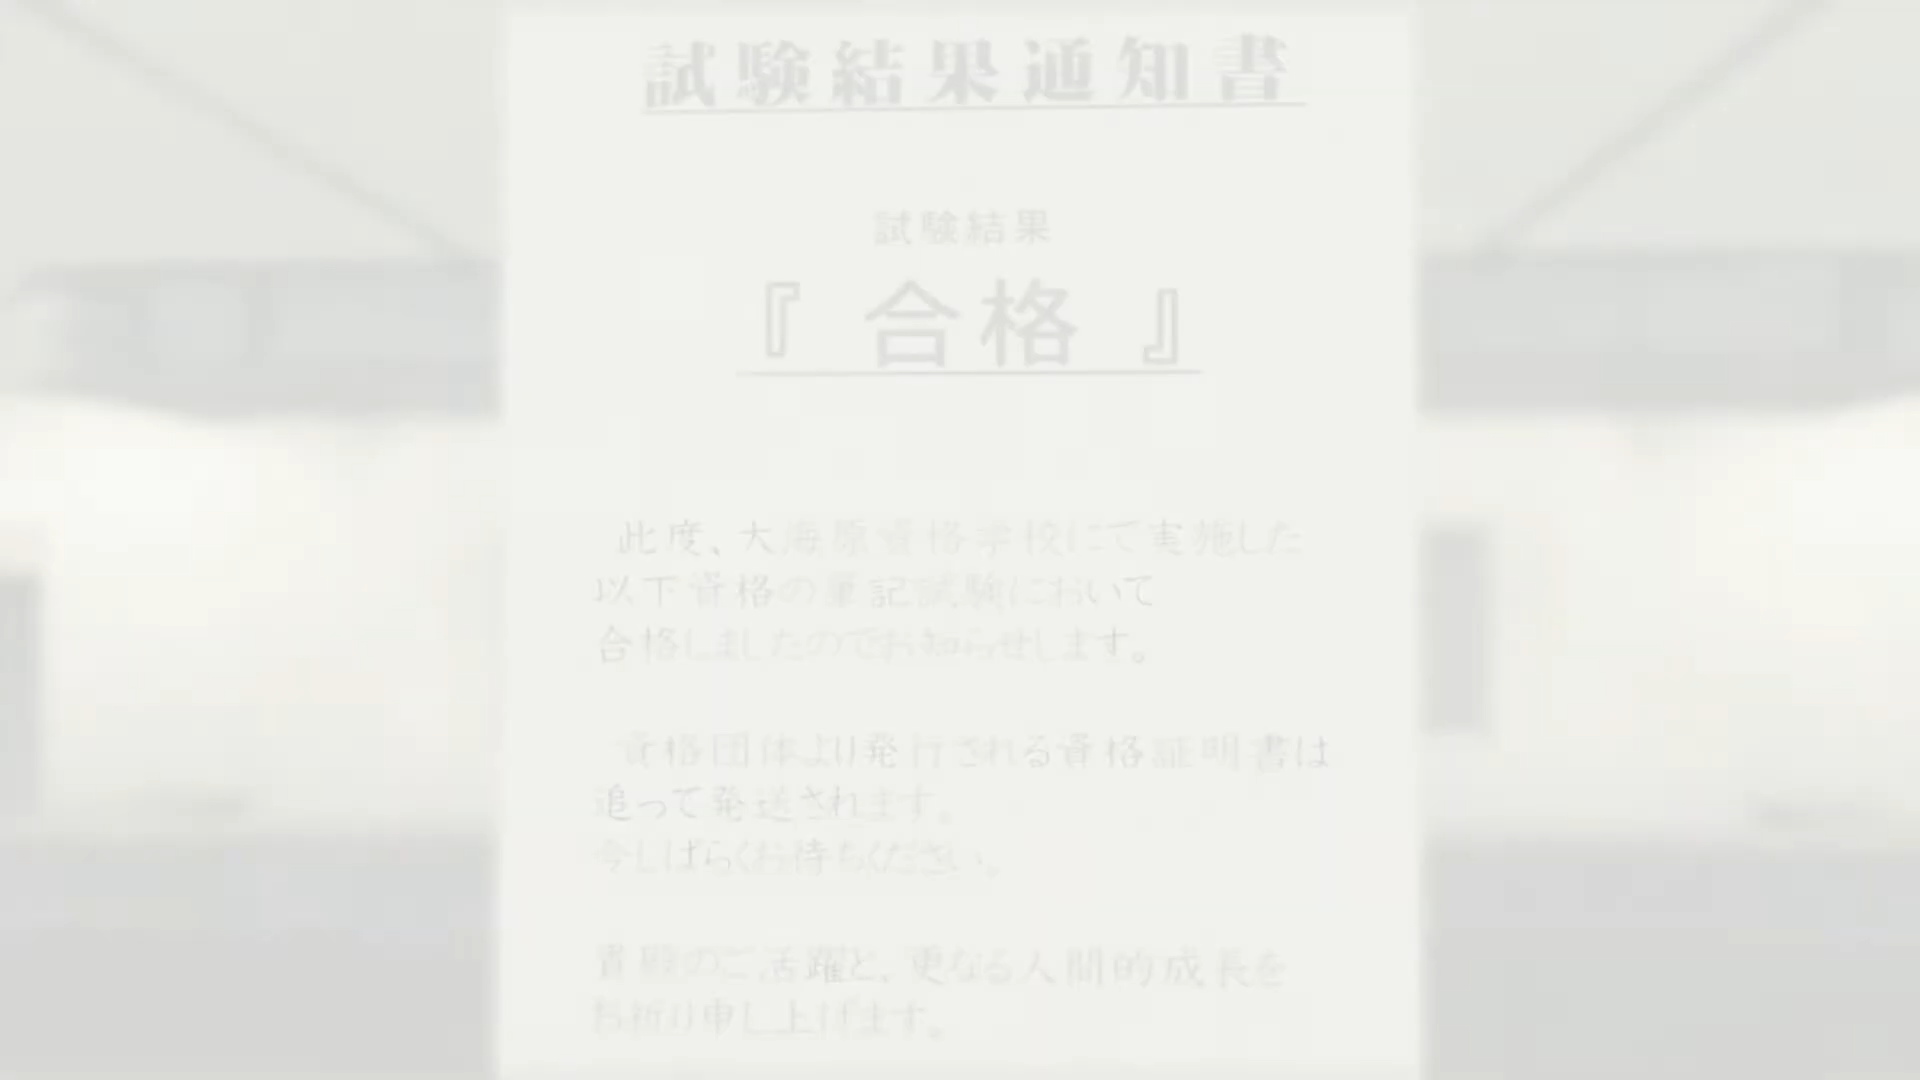 試験結果通知書
試験結果
『 合格 』
此度、大海原資格学校にて実施した
以下資格の筆記試験において
合格しましたのでお知らせします。
資格団体より発行される資格証明書は
追って発送されます。
今しばらくお待ちください。
貴殿のご活躍と、更なる人間的成長を
お祈り申し上げます。